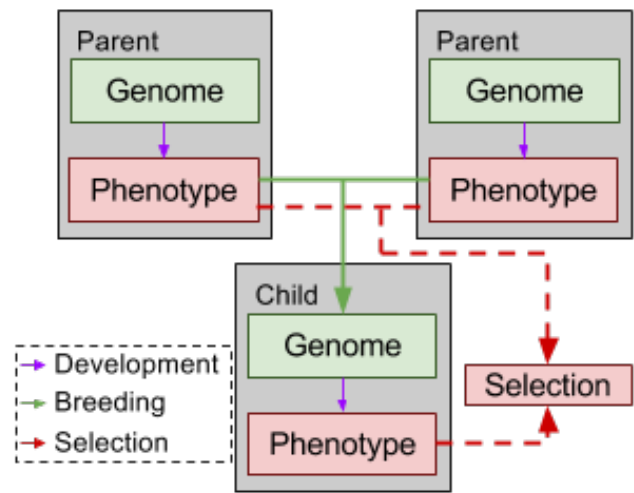 Parent
Genome
Phenotype
Parent
Genome
Phenotype
Child
Genome
Phenotype
Selection
Development
Breeding
Selection